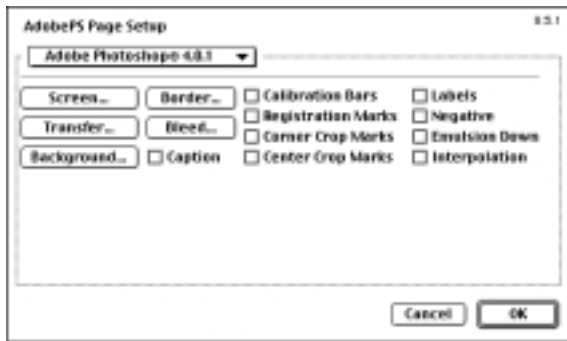 AdobePS Page Setup 8.5.1
Adobe Photoshop® 4.0.1
Screen... Border... Calibration Bars Labels
Transfer... Bleed... Registration Marks Negative
Background... Caption Corner Crop Marks Emulsion Down
Center Crop Marks Interpolation
Cancel OK